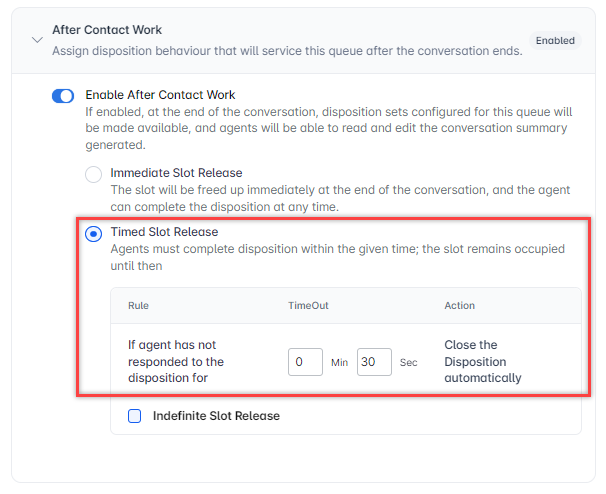 After Contact Work
Assign disposition behaviour that will service this queue after the conversation ends.
Enabled
Enable After Contact Work
If enabled, at the end of the conversation, disposition sets configured for this queue will
be made available, and agents will be able to read and edit the conversation summary
generated.
Immediate Slot Release
The slot will be freed up immediately at the end of the conversation, and the agent
can complete the disposition at any time.
Timed Slot Release
Agents must complete disposition within the given time; the slot remains occupied
until then
Rule TimeOut Action
If agent has not
responded to the
disposition for
0 Min 30 Sec
Close the
Disposition
automatically
Indefinite Slot Release